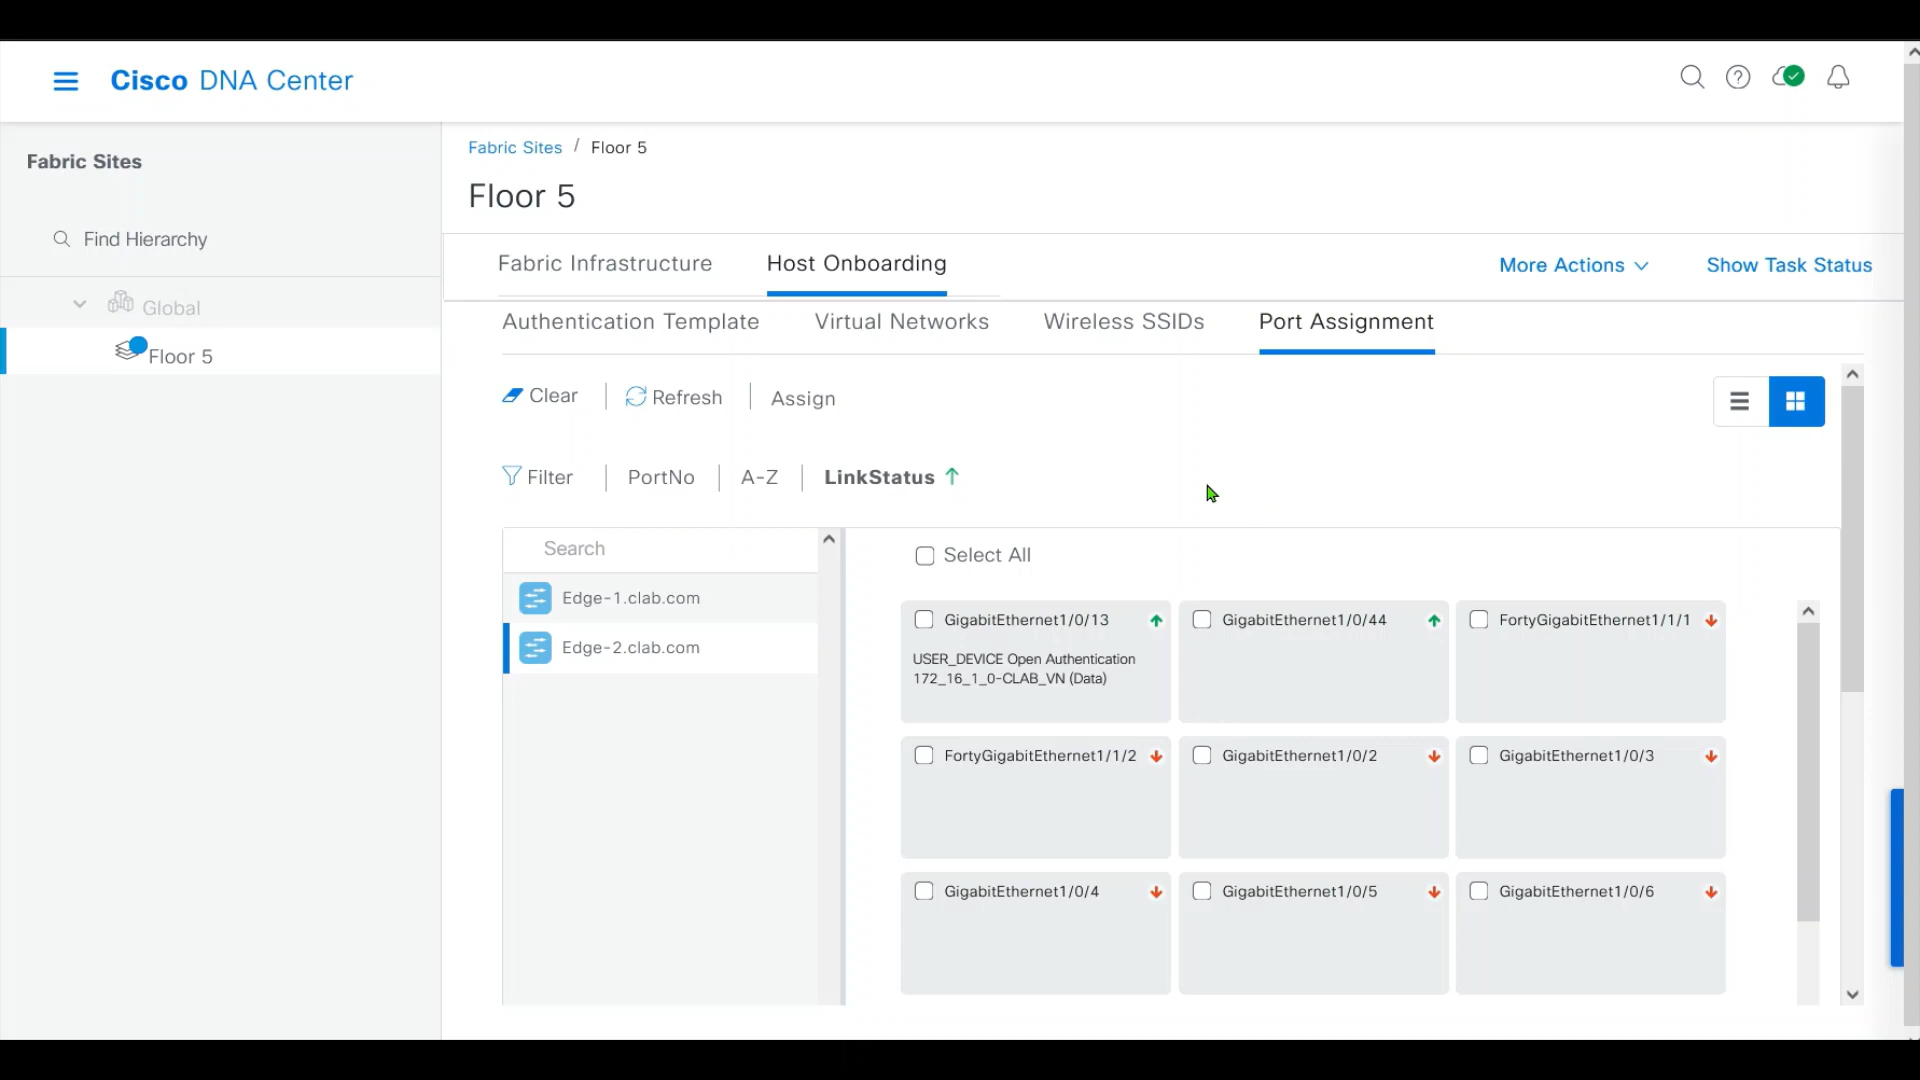 Cisco DNA Center
Fabric Sites
Find Hierarchy
Global
Floor 5
Fabric Sites / Floor 5
Floor 5
Fabric Infrastructure
Host Onboarding
More Actions
Show Task Status
Authentication Template
Virtual Networks
Wireless SSIDs
Port Assignment
Clear
Refresh
Assign
Filter
PortNo
A-Z
LinkStatus
Search
Edge-1.clab.com
Edge-2.clab.com
Select All
GigabitEthernet1/0/13
USER_DEVICE Open Authentication
172_16_1_0-CLAB_VN (Data)
GigabitEthernet1/0/44
FortyGigabitEthernet1/1/1
FortyGigabitEthernet1/1/2
GigabitEthernet1/0/2
GigabitEthernet1/0/3
GigabitEthernet1/0/4
GigabitEthernet1/0/5
GigabitEthernet1/0/6